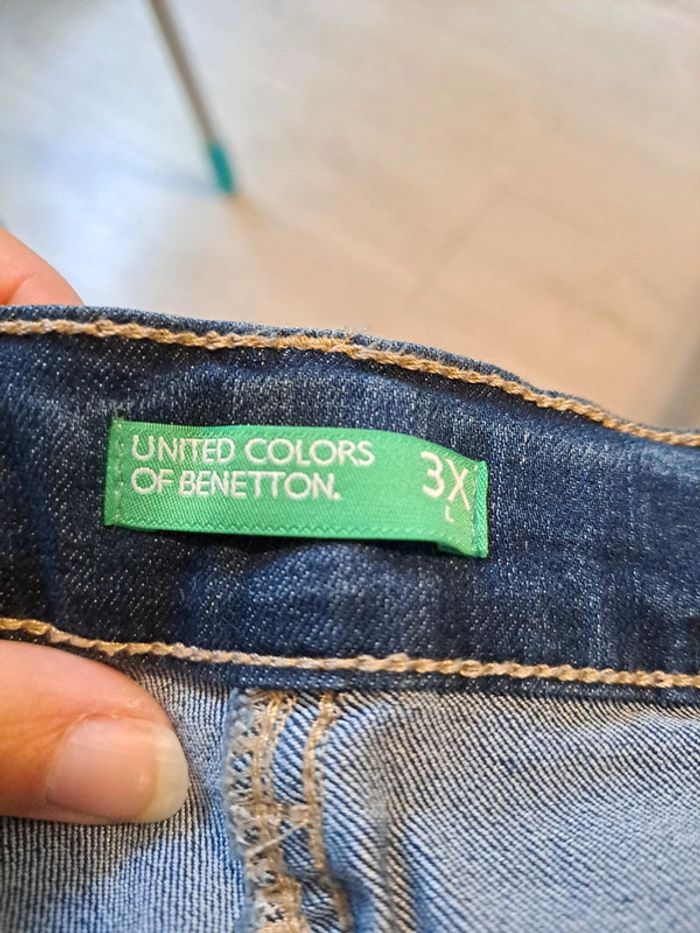 UNITED COLORS
OF BENETTON.
3X
L